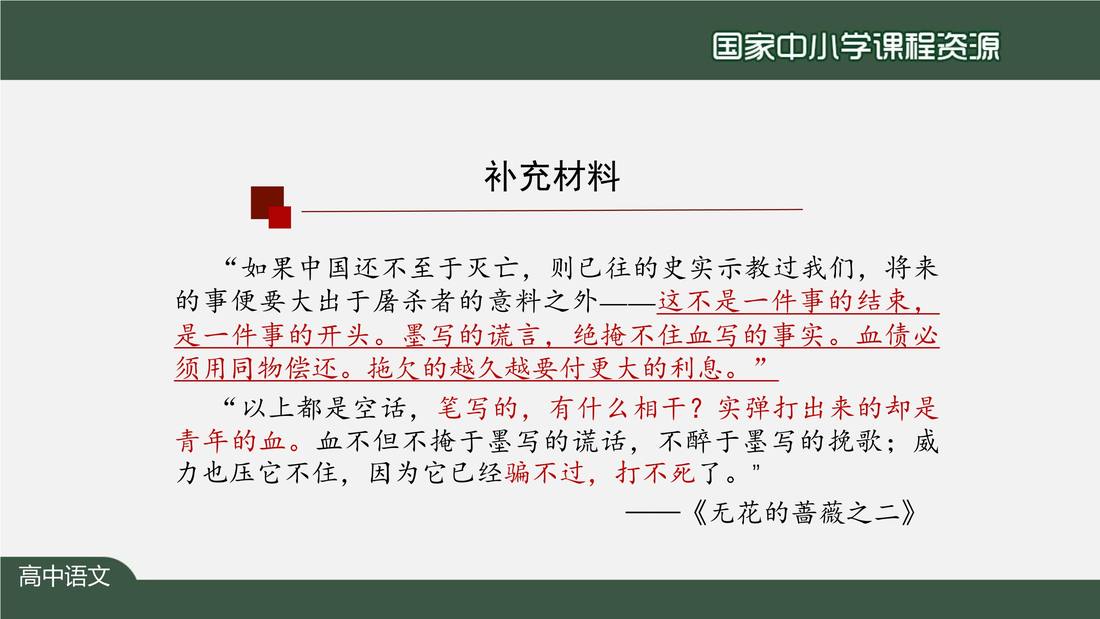 国家中小学课程资源
补充材料
“如果中国还不至于灭亡，则已往的史实示教过我们，将来
的事便要大出于屠杀者的意料之外——这不是一件事的结束，
是一件事的开头。墨写的谎言，绝掩不住血写的事实。血债必
须用同物偿还。拖欠的越久越要付更大的利息。”
“以上都是空话，笔写的，有什么相干？实弹打出来的却是
青年的血。血不但不掩于墨写的谎话，不醉于墨写的挽歌；威
力也压它不住，因为它已经骗不过，打不死了。”
——《无花的蔷薇之二》
高中语文